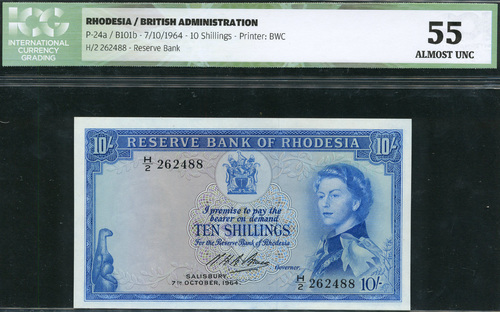 ICG
INTERNATIONAL
CURRENCY
GRADING
RHODESIA / BRITISH ADMINISTRATION
P-24a / B101b - 7/10/1964 - 10 Shillings - Printer: BWC
H/2 262488 - Reserve Bank
55
ALMOST UNC
10/-
RESERVE BANK OF RHODESIA
10/-
H/2 262488
I promise to pay the
bearer on demand
TEN SHILLINGS
For the Reserve Bank of Rhodesia
Governor.
SALISBURY,
7TH OCTOBER, 1964.
H/2 262488
10/-